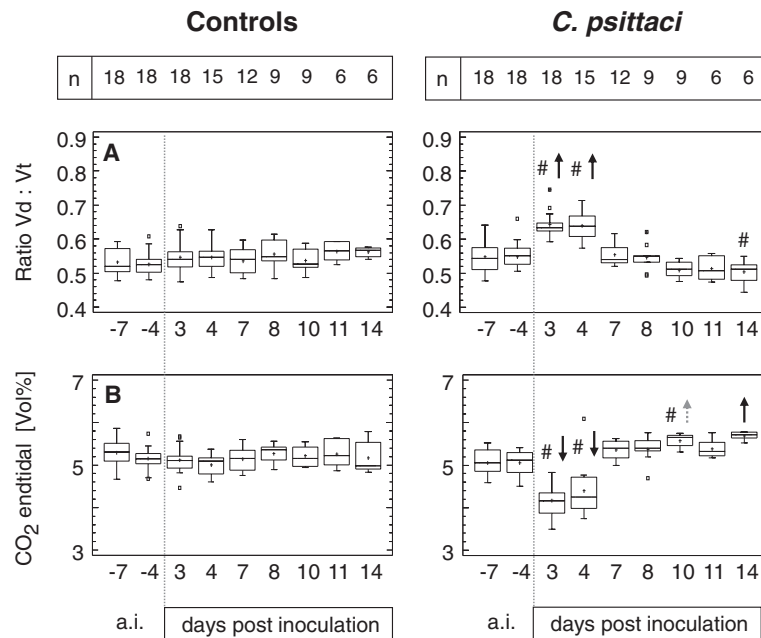 Controls
C. psittaci
n 18 18 18 15 12 9 9 6 6
n 18 18 18 15 12 9 9 6 6
A
Ratio Vd : Vt
0.9
0.8
0.7
0.6
0.5
0.4
-7 -4 3 4 7 8 10 11 14
0.9
0.8
0.7
0.6
0.5
0.4
# # #
-7 -4 3 4 7 8 10 11 14
B
CO2 endtidal [Vol%]
7
5
3
-7 -4 3 4 7 8 10 11 14
7
5
3
# # #
-7 -4 3 4 7 8 10 11 14
a.i. days post inoculation
a.i. days post inoculation